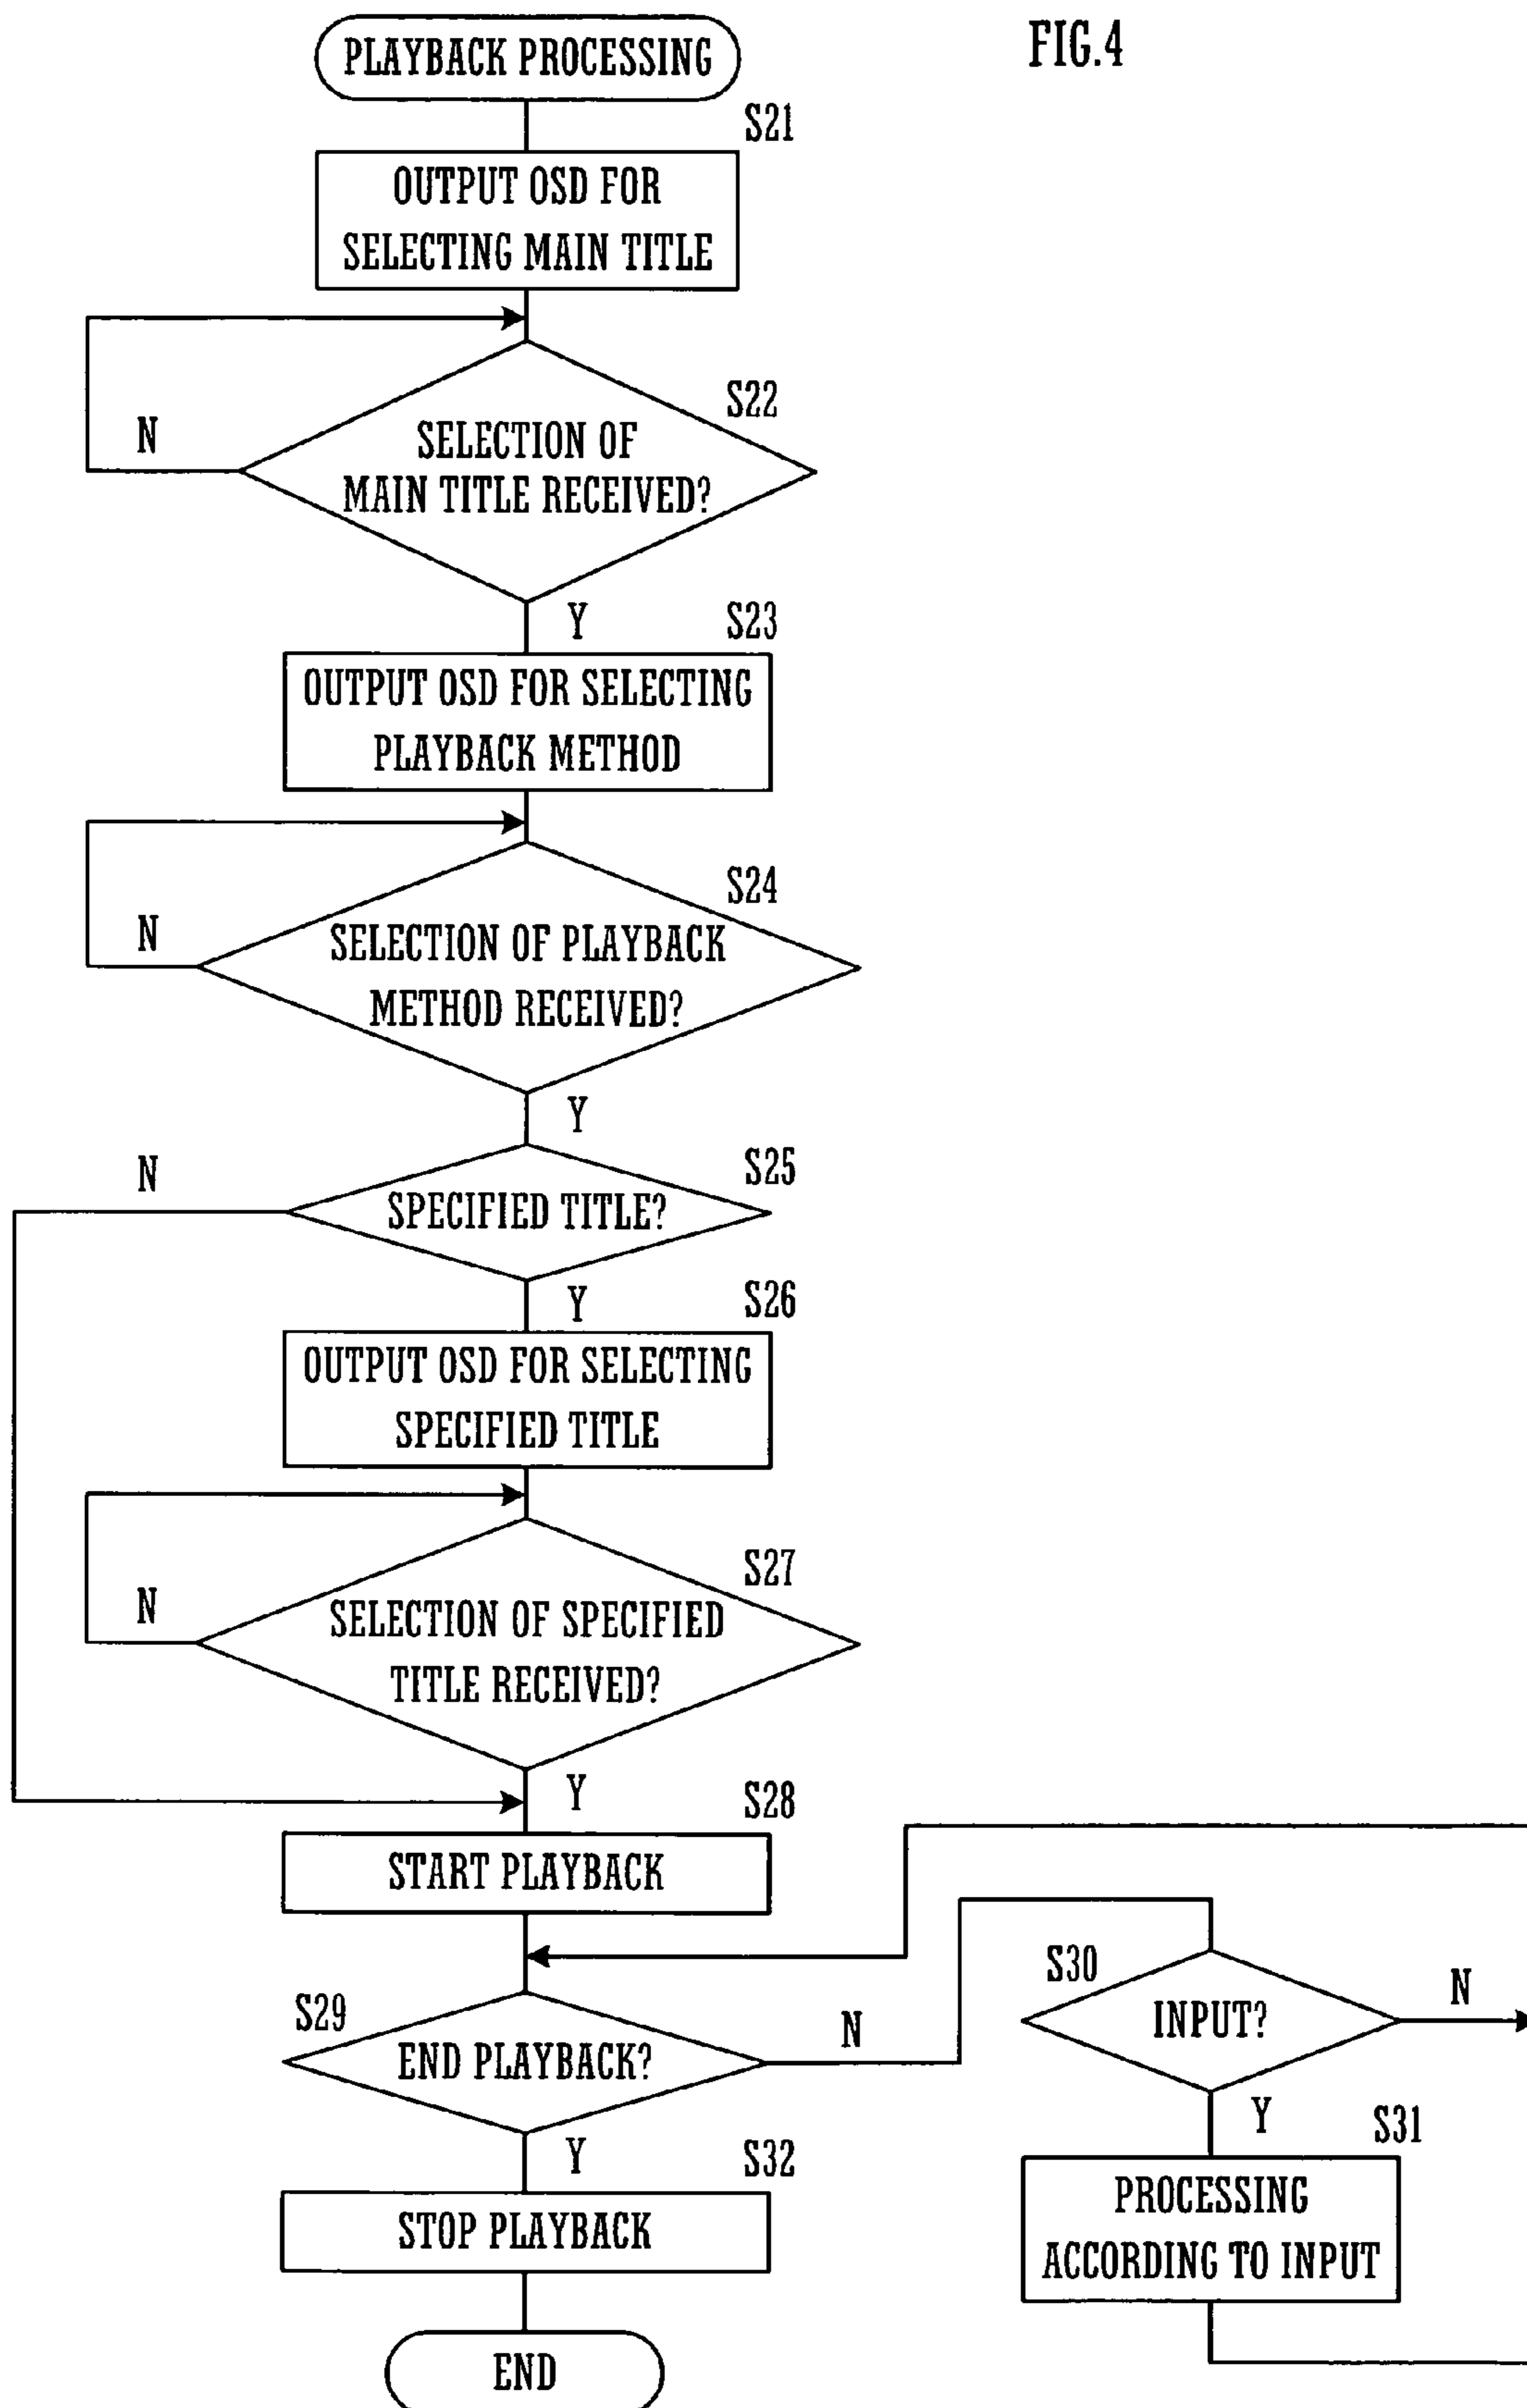 FIG.4
PLAYBACK PROCESSING
S21
OUTPUT OSD FOR
SELECTING MAIN TITLE
S22
N
SELECTION OF
MAIN TITLE RECEIVED?
Y
S23
OUTPUT OSD FOR SELECTING
PLAYBACK METHOD
S24
N
SELECTION OF PLAYBACK
METHOD RECEIVED?
Y
S25
N
SPECIFIED TITLE?
Y
S26
OUTPUT OSD FOR SELECTING
SPECIFIED TITLE
S27
N
SELECTION OF SPECIFIED
TITLE RECEIVED?
Y
S28
START PLAYBACK
S29
END PLAYBACK?
N
S30
INPUT?
N
Y
S31
PROCESSING
ACCORDING TO INPUT
Y
S32
STOP PLAYBACK
END